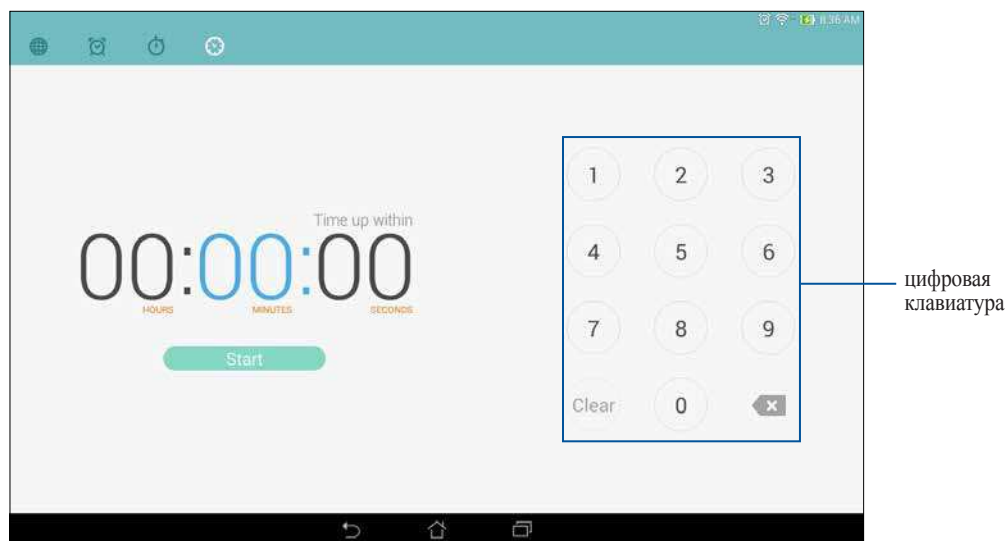 8:36 AM
Time up within
00:00:00
HOURS MINUTES SECONDS
Start
1 2 3
4 5 6
7 8 9
Clear 0
цифровая
клавиатура